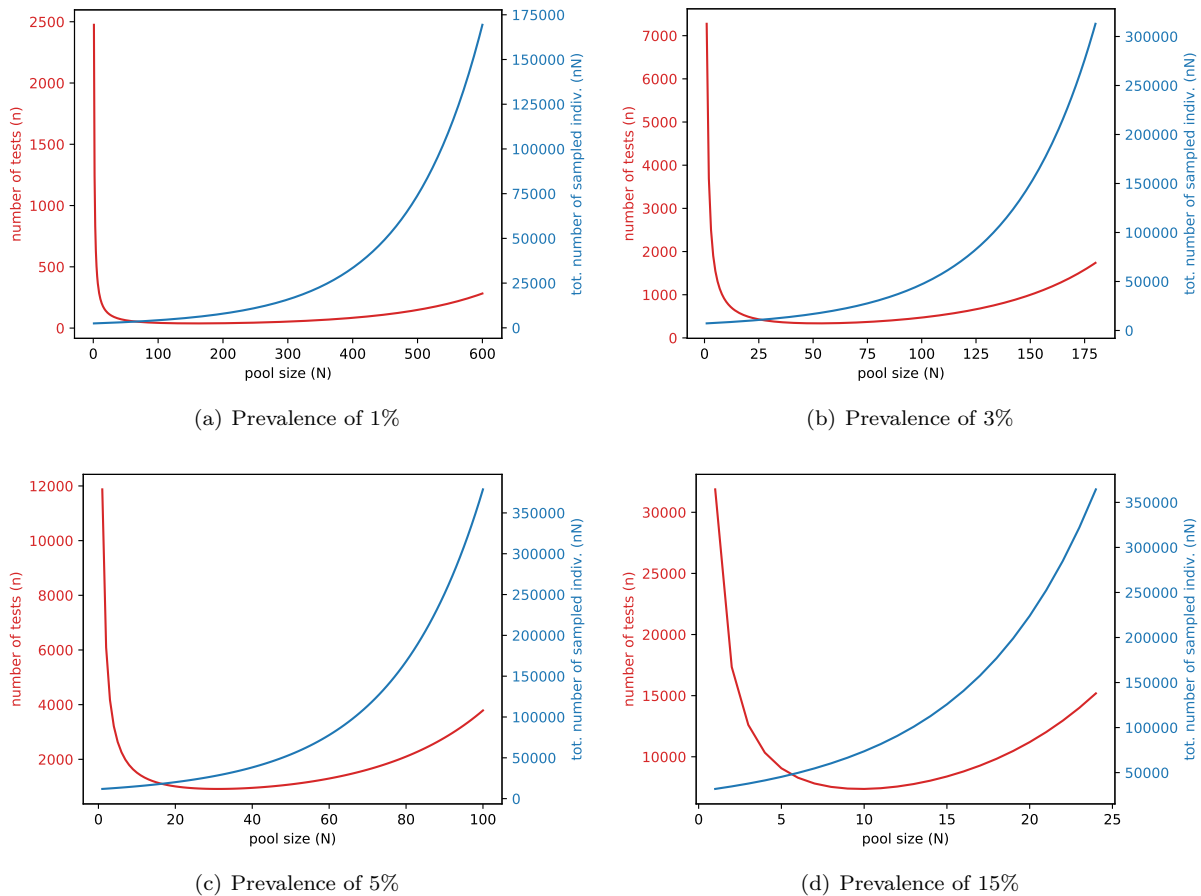 2500
2000
1500
1000
500
0
number of tests (n)
0 100 200 300 400 500 600
pool size (N)
175000
150000
125000
100000
75000
50000
25000
0
tot. number of sampled indiv. (nN)
(a) Prevalence of 1%
7000
6000
5000
4000
3000
2000
1000
0
number of tests (n)
0 25 50 75 100 125 150 175
pool size (N)
300000
250000
200000
150000
100000
50000
0
tot. number of sampled indiv. (nN)
(b) Prevalence of 3%
12000
10000
8000
6000
4000
2000
number of tests (n)
0 20 40 60 80 100
pool size (N)
350000
300000
250000
200000
150000
100000
50000
0
tot. number of sampled indiv. (nN)
(c) Prevalence of 5%
30000
25000
20000
15000
10000
number of tests (n)
0 5 10 15 20 25
pool size (N)
350000
300000
250000
200000
150000
100000
50000
tot. number of sampled indiv. (nN)
(d) Prevalence of 15%